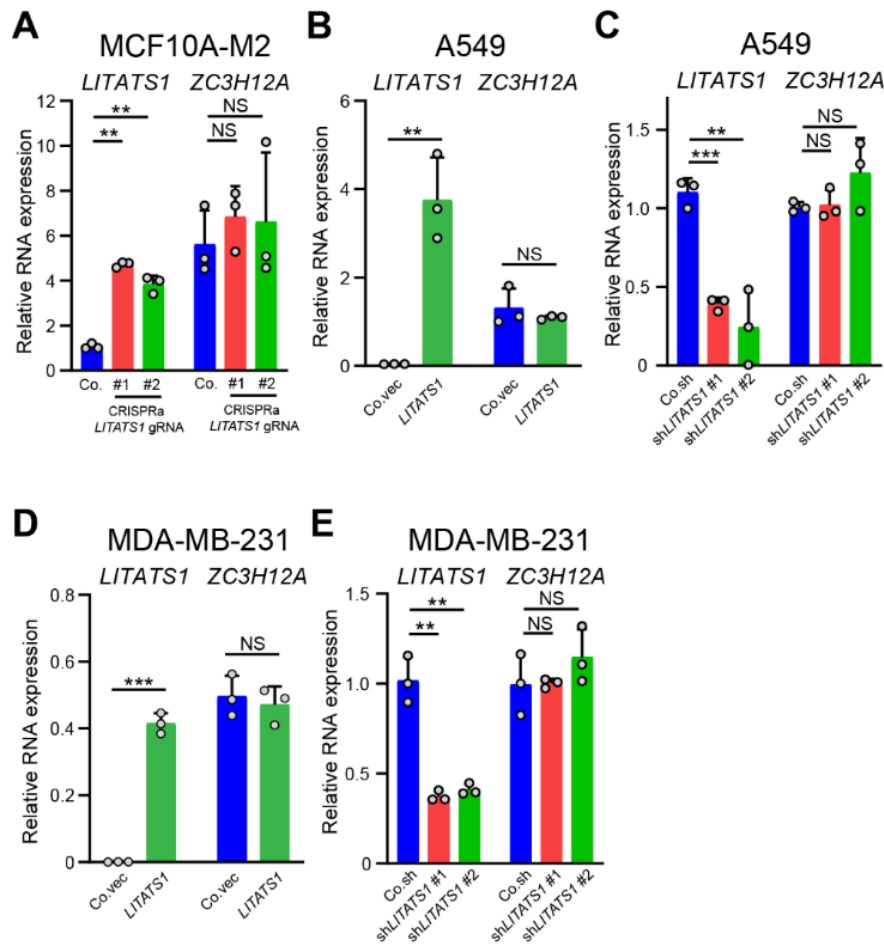 A
MCF10A-M2
LITATS1 ZC3H12A
Relative RNA expression
12
10
8
6
4
2
0
**
**
NS
NS
Co. #1 #2 Co. #1 #2
CRISPRa CRISPRa
LITATS1 gRNA LITATS1 gRNA
B
A549
LITATS1 ZC3H12A
Relative RNA expression
6
4
2
0
**
NS
Co.vec LITATS1 Co.vec LITATS1
C
A549
LITATS1 ZC3H12A
Relative RNA expression
1.5
1.0
0.5
0
**
***
NS
NS
Co.sh shLITATS1 #1 shLITATS1 #2 Co.sh shLITATS1 #1 shLITATS1 #2
D
MDA-MB-231
LITATS1 ZC3H12A
Relative RNA expression
0.8
0.6
0.4
0.2
0
***
NS
Co.vec LITATS1 Co.vec LITATS1
E
MDA-MB-231
LITATS1 ZC3H12A
Relative RNA expression
1.5
1.0
0.5
0
**
**
NS
NS
Co.sh shLITATS1 #1 shLITATS1 #2 Co.sh shLITATS1 #1 shLITATS1 #2